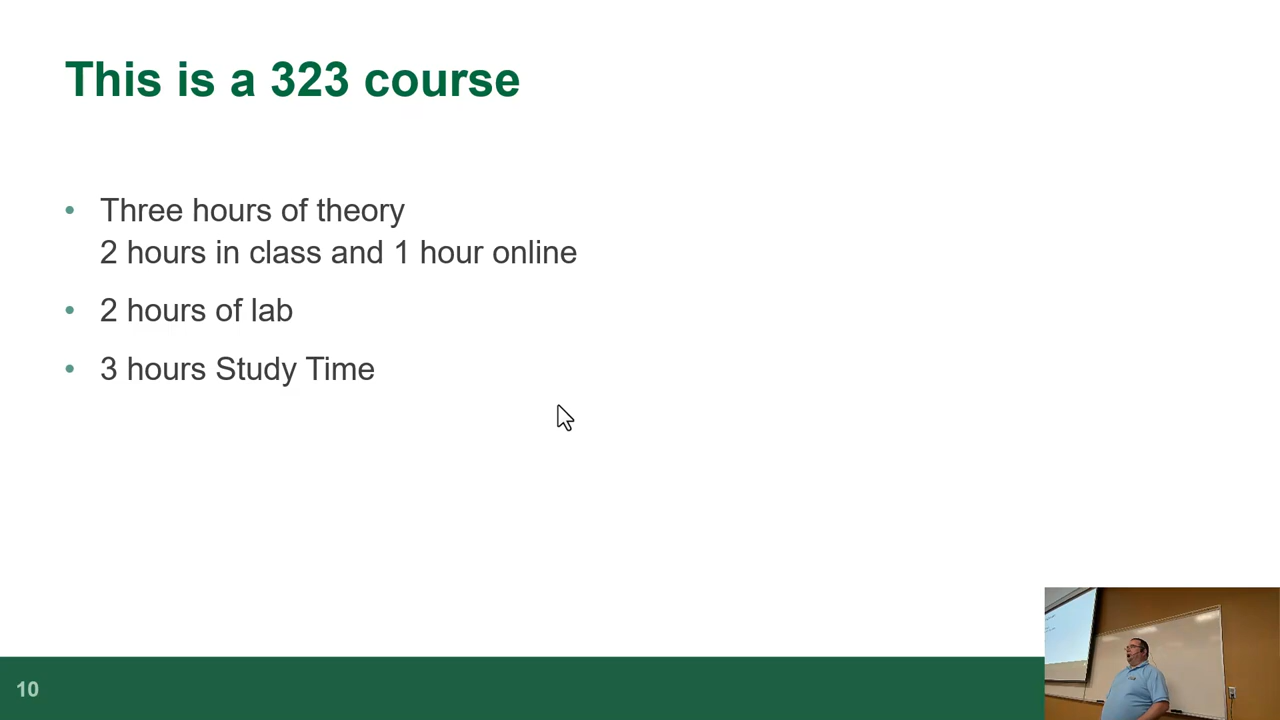 This is a 323 course
• Three hours of theory
2 hours in class and 1 hour online
• 2 hours of lab
• 3 hours Study Time
10